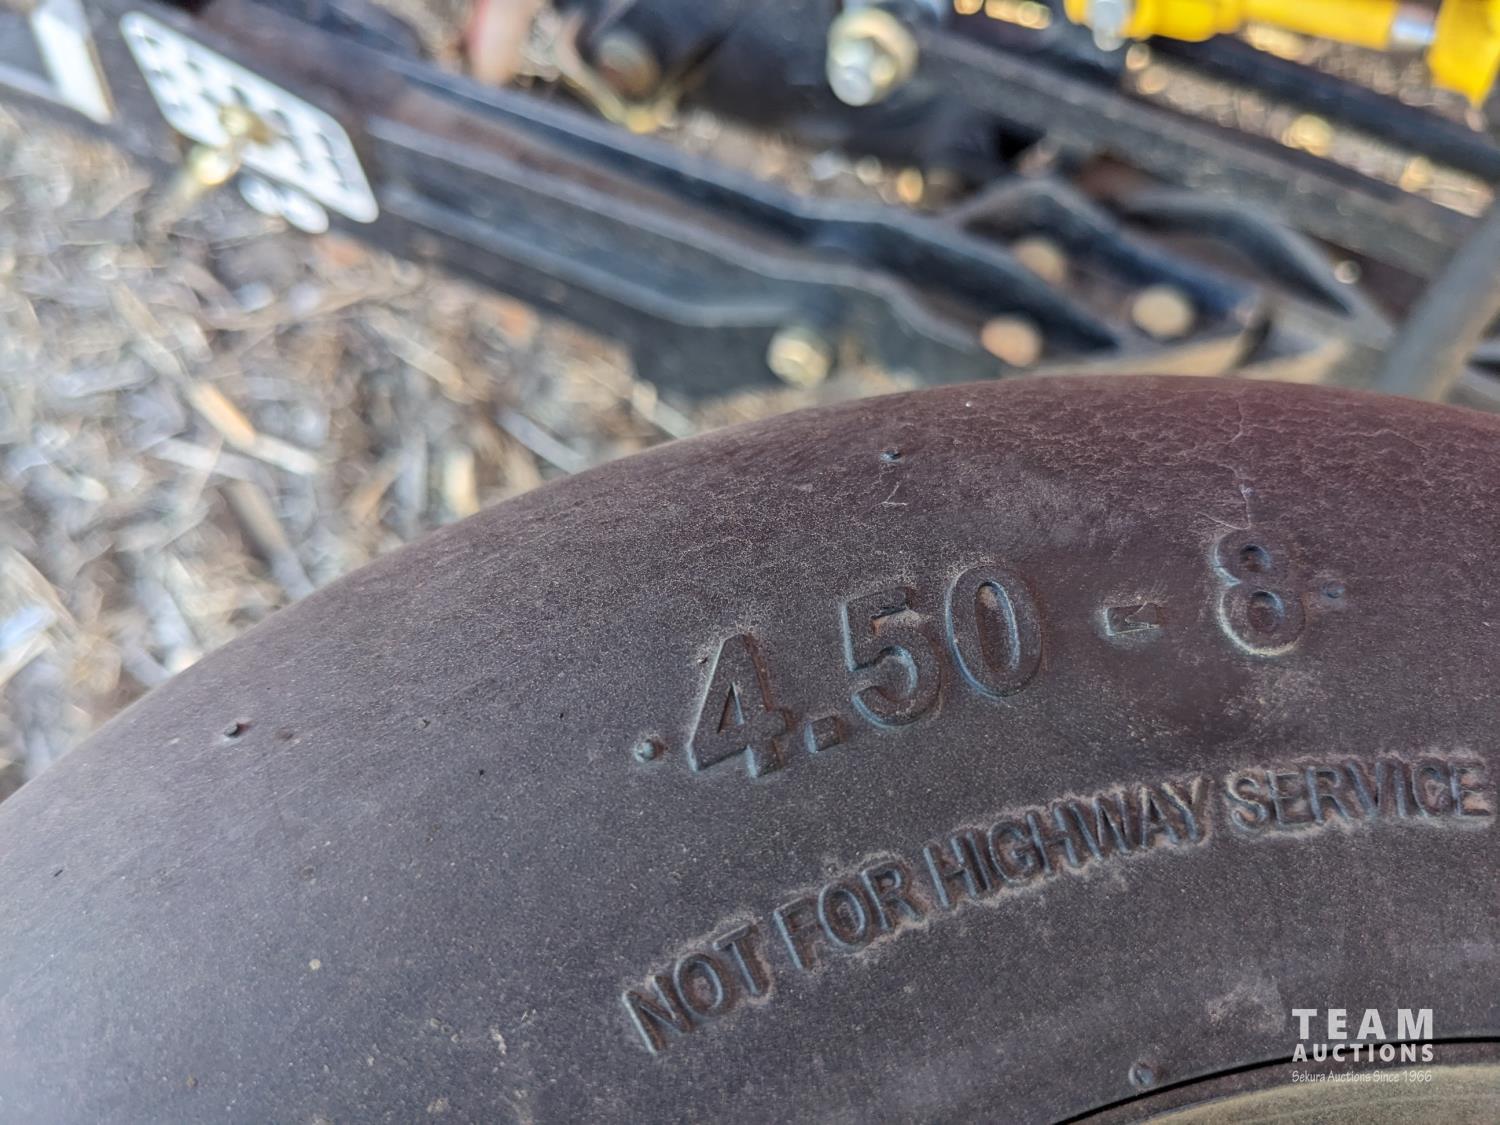 4.50 - 8
NOT FOR HIGHWAY SERVICE
TEAM
AUCTIONS
Sekura Auctions Since 1966